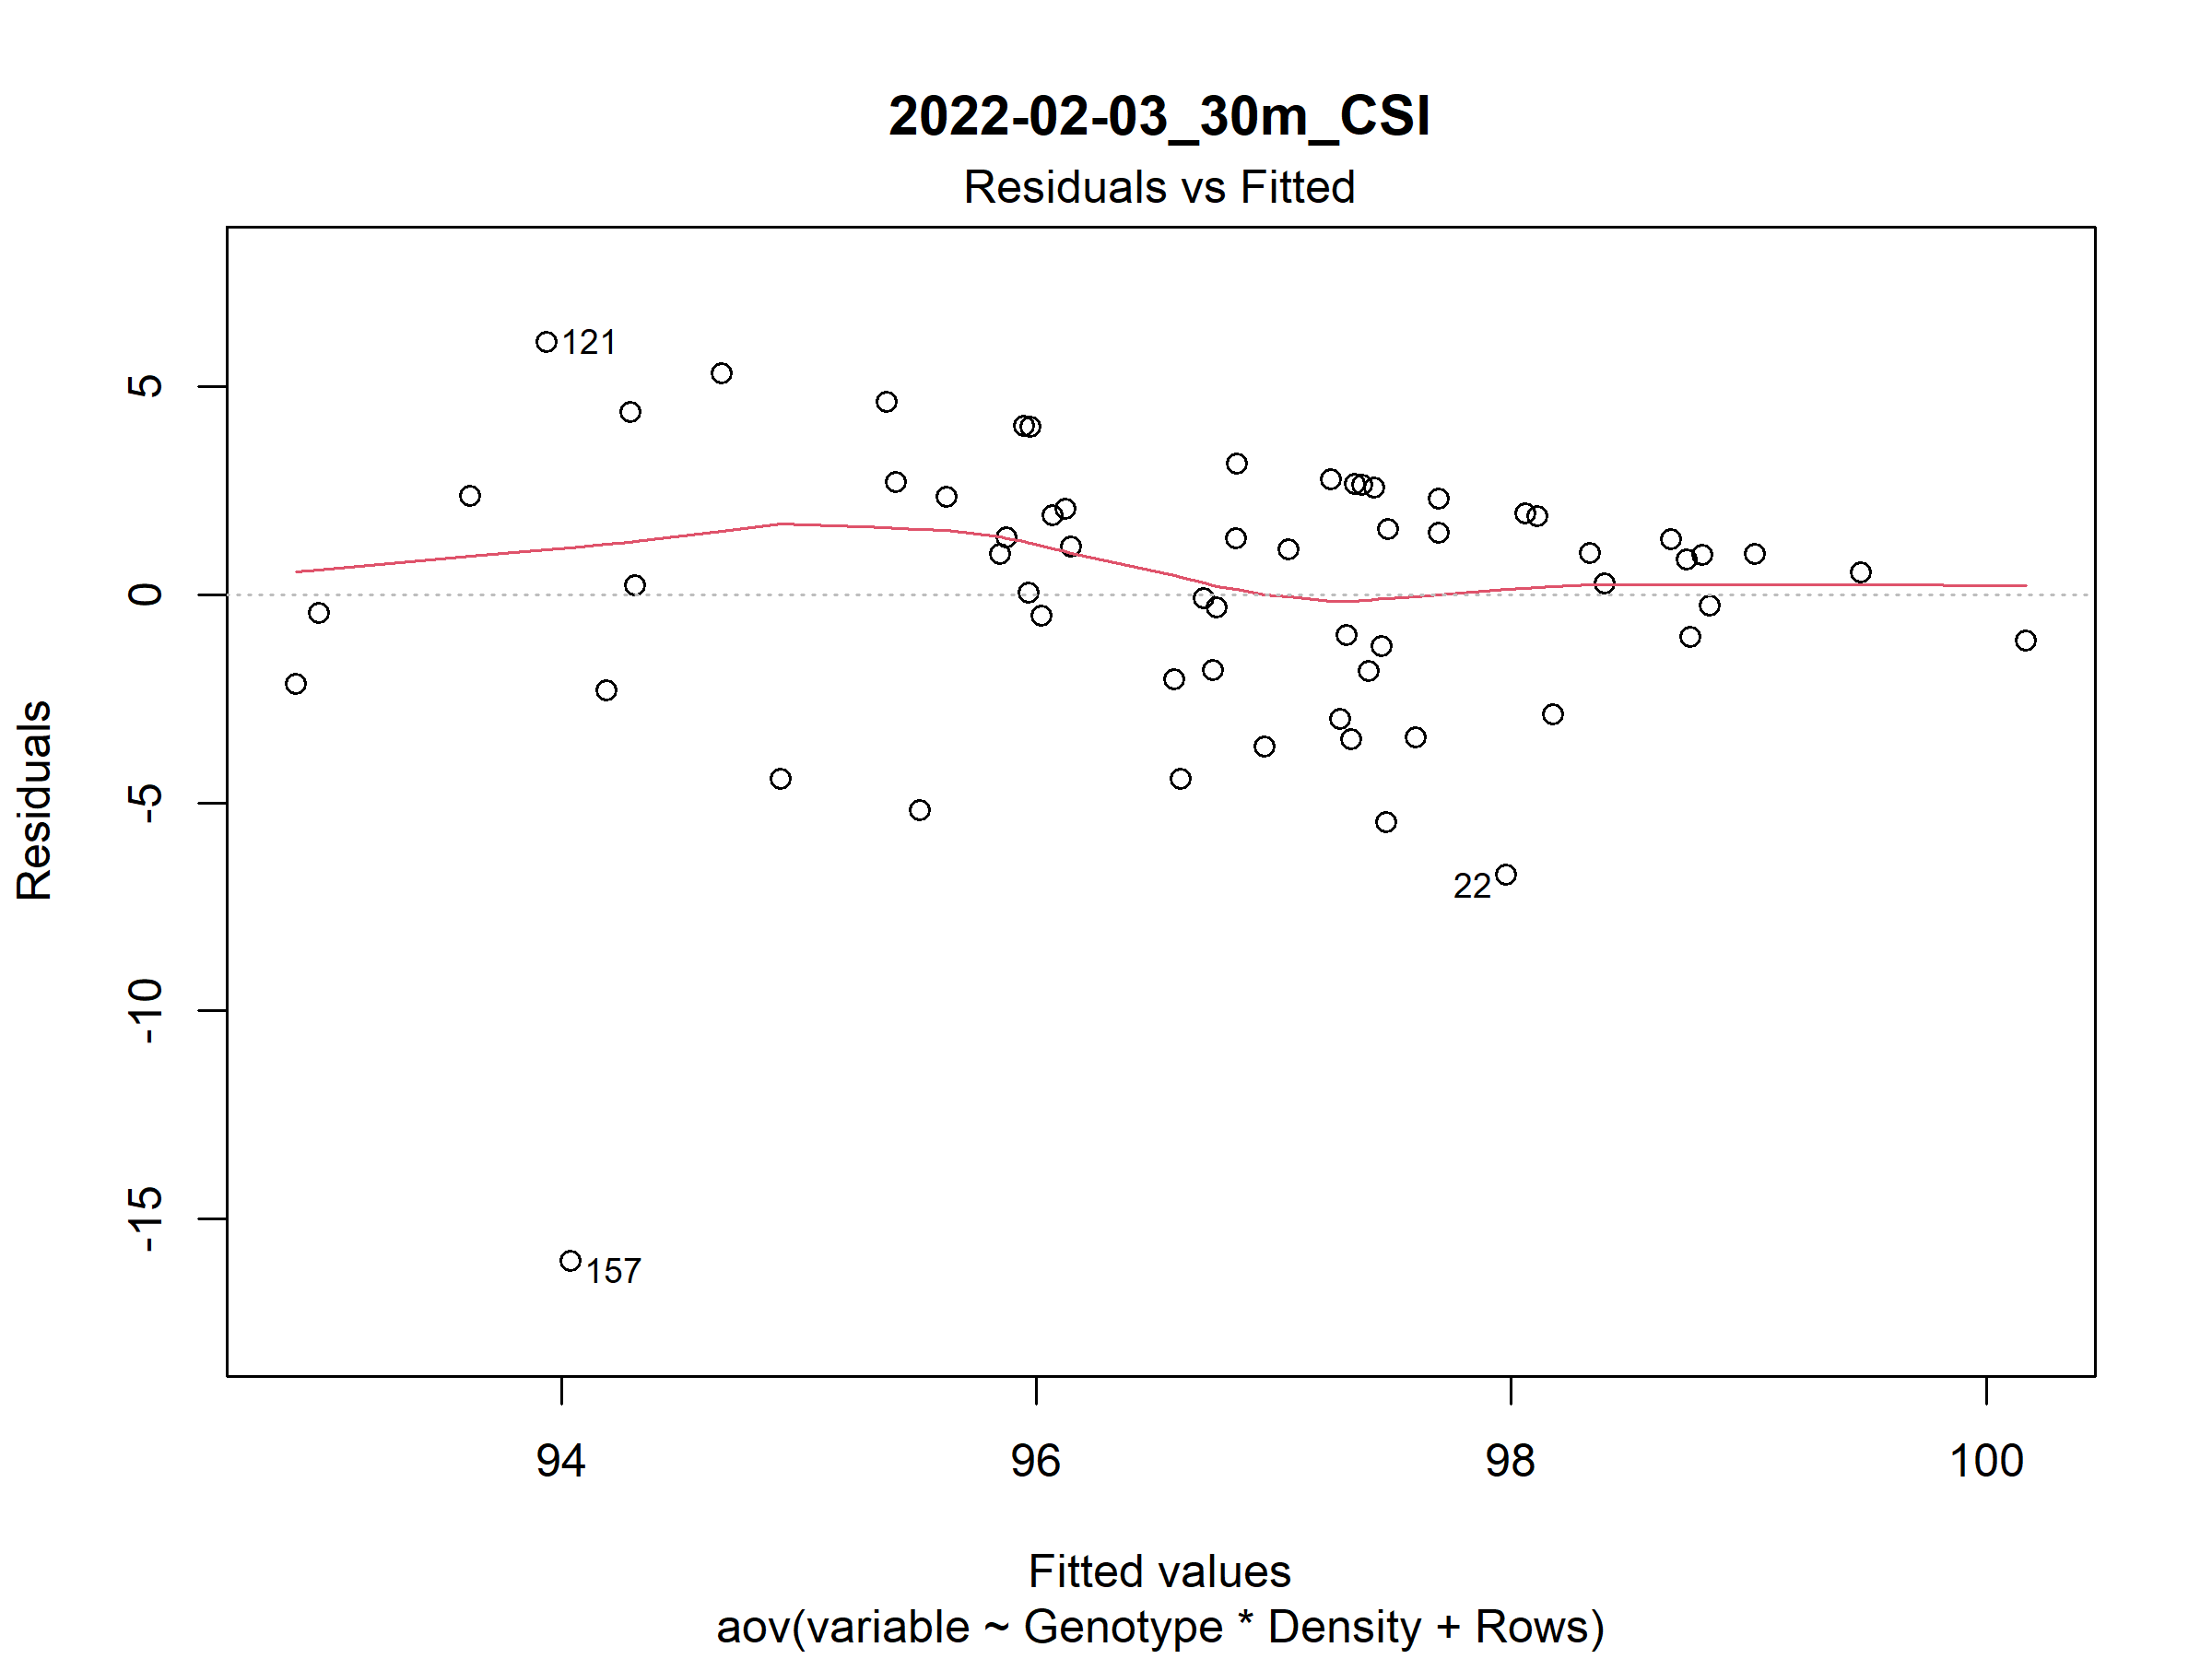 2022-02-03_30m_CSI
Residuals vs Fitted
121
5
0
-5
22
-10
-15
157
Residuals
94 96 98 100
Fitted values
aov(variable ~ Genotype * Density + Rows)